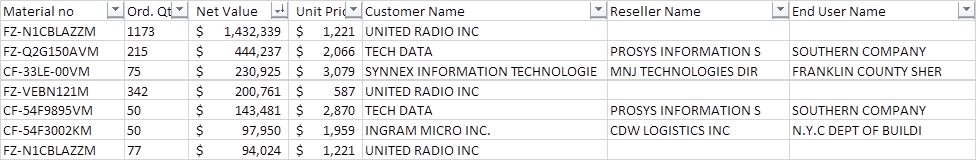 Material no Ord. Qt Net Value Unit Pric Customer Name Reseller Name End User Name
FZ-N1CBLAZZM 1173 $ 1,432,339 $ 1,221 UNITED RADIO INC
FZ-Q2G150AVM 215 $ 444,237 $ 2,066 TECH DATA PROSYS INFORMATION S SOUTHERN COMPANY
CF-33LE-00VM 75 $ 230,925 $ 3,079 SYNNEX INFORMATION TECHNOLOGIE MNJ TECHNOLOGIES DIR FRANKLIN COUNTY SHER
FZ-VEBN121M 342 $ 200,761 $ 587 UNITED RADIO INC
CF-54F9895VM 50 $ 143,481 $ 2,870 TECH DATA PROSYS INFORMATION S SOUTHERN COMPANY
CF-54F3002KM 50 $ 97,950 $ 1,959 INGRAM MICRO INC. CDW LOGISTICS INC N.Y.C DEPT OF BUILDI
FZ-N1CBLAZZM 77 $ 94,024 $ 1,221 UNITED RADIO INC